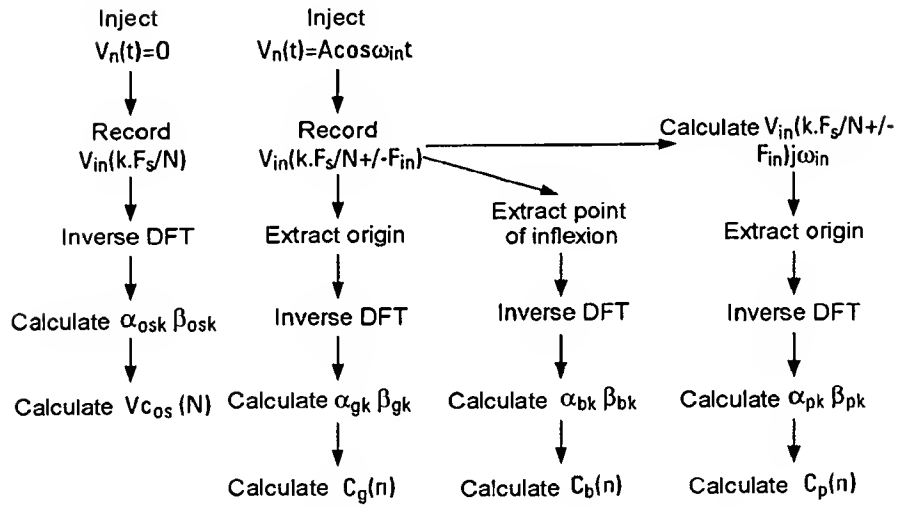 Inject
Vn(t)=0
Record
Vin(k.Fs/N)
Inverse DFT
Calculate αosk βosk
Calculate Vcos (N)
Inject
Vn(t)=Acosωint
Record
Vin(k.Fs/N+/-Fin)
Extract origin
Inverse DFT
Calculate αgk βgk
Calculate Cg(n)
Extract point
of inflexion
Inverse DFT
Calculate αbk βbk
Calculate Cb(n)
Calculate Vin(k.Fs/N+/-
Fin)jωin
Extract origin
Inverse DFT
Calculate αpk βpk
Calculate Cp(n)